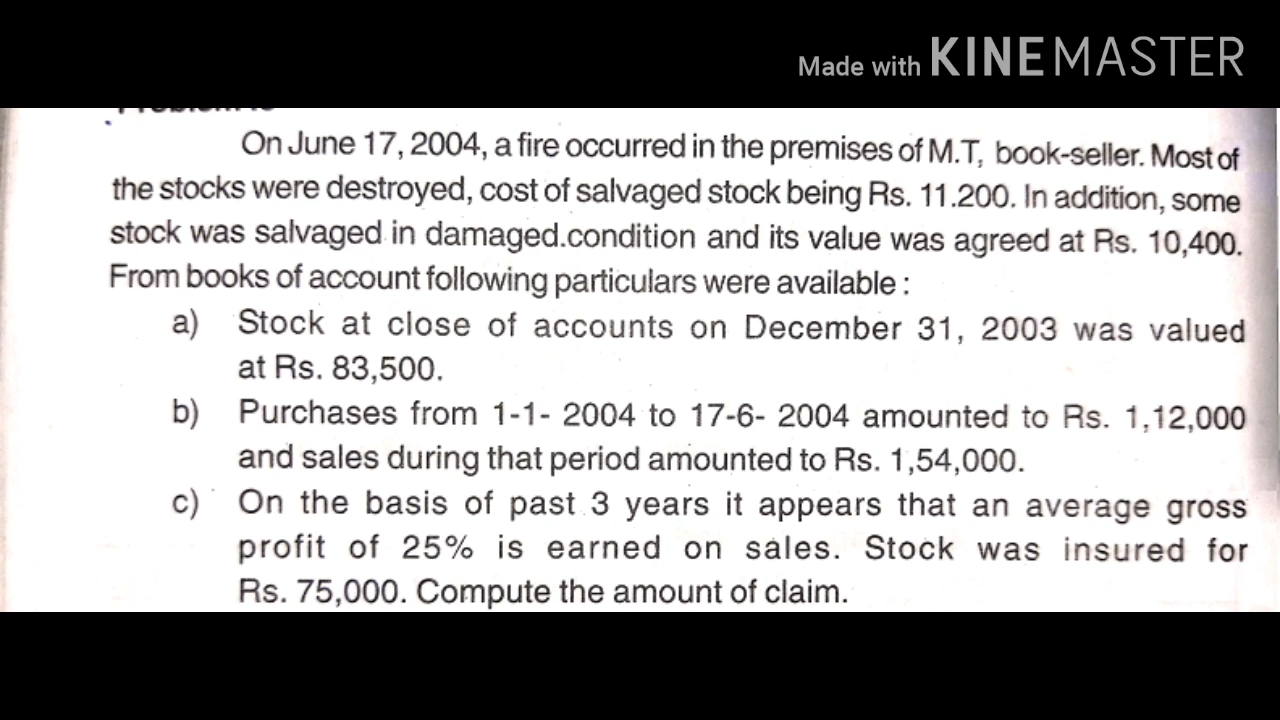 Made with KINEMASTER
On June 17, 2004, a fire occurred in the premises of M.T, book-seller. Most of
the stocks were destroyed, cost of salvaged stock being Rs. 11.200. In addition, some
stock was salvaged in damaged.condition and its value was agreed at Rs. 10,400.
From books of account following particulars were available :
a) Stock at close of accounts on December 31, 2003 was valued
at Rs. 83,500.
b) Purchases from 1-1- 2004 to 17-6- 2004 amounted to Rs. 1,12,000
and sales during that period amounted to Rs. 1,54,000.
c) On the basis of past 3 years it appears that an average gross
profit of 25% is earned on sales. Stock was insured for
Rs. 75,000. Compute the amount of claim.